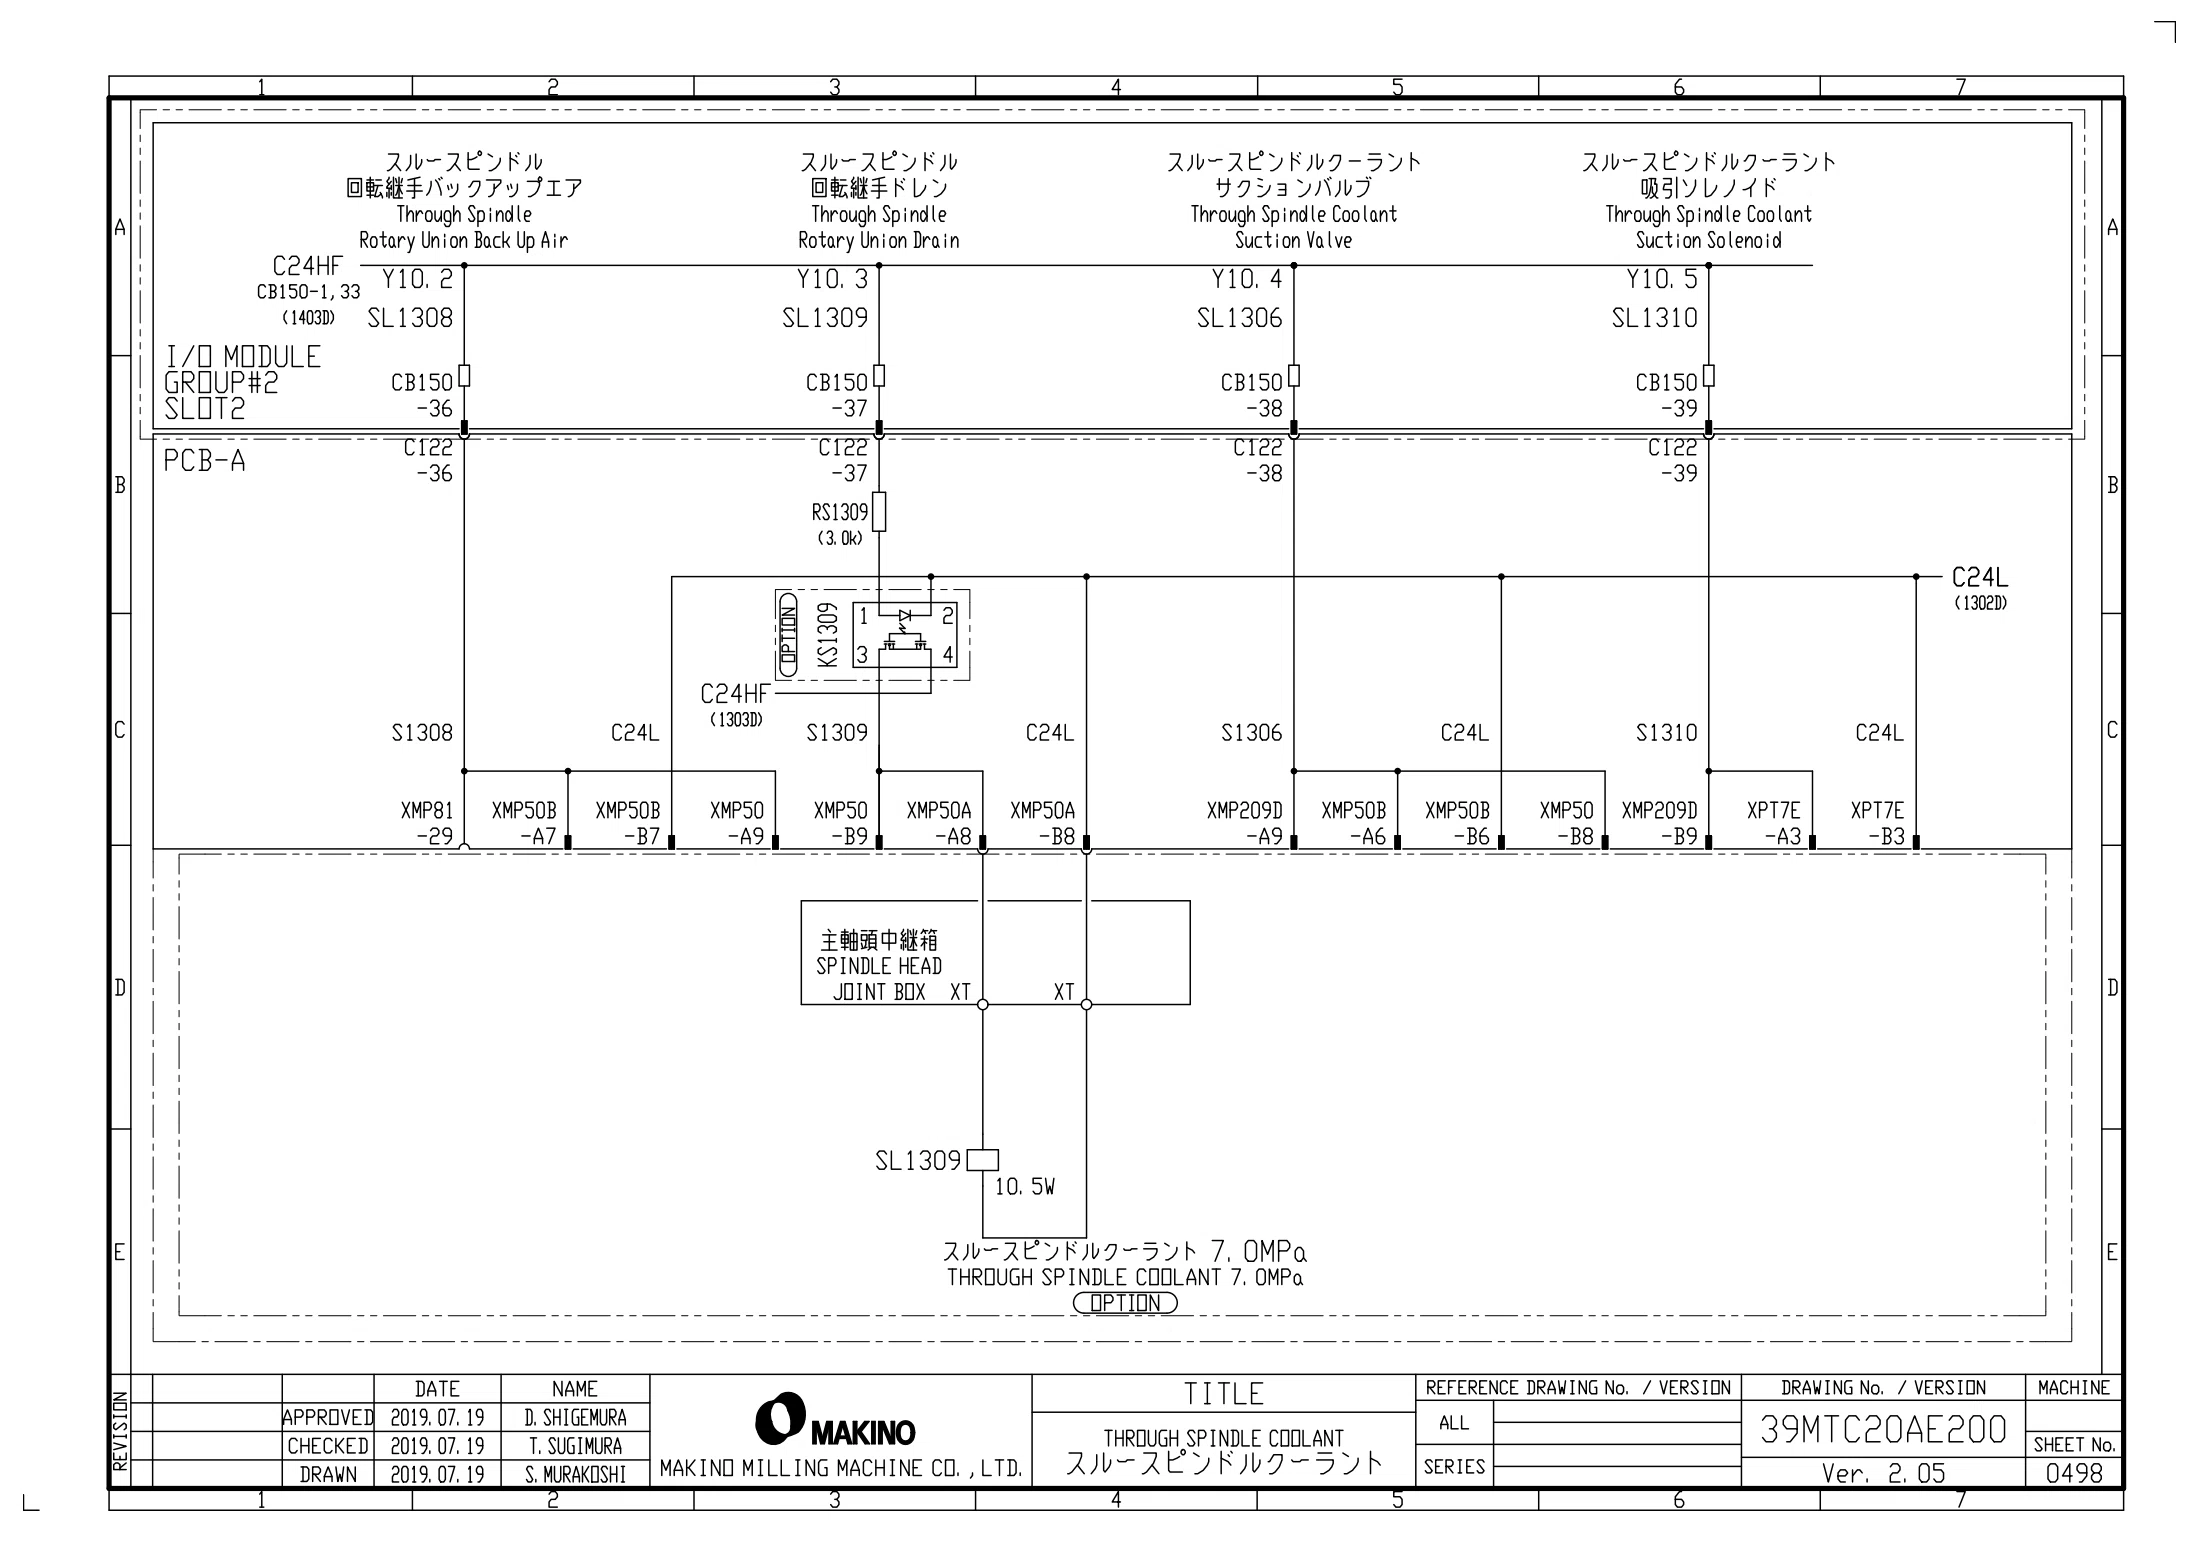 1 2 3 4 5 6 7
スルースピンドル
回転継手バックアップエア
Through Spindle
Rotary Union Back Up Air
スルースピンドル
回転継手ドレン
Through Spindle
Rotary Union Drain
スルースピンドルクーラント
サクションバルブ
Through Spindle Coolant
Suction Valve
スルースピンドルクーラント
吸引ソレノイド
Through Spindle Coolant
Suction Solenoid
A A
C24HF
CB150-1,33
(1403D)
Y10.2
SL1308
Y10.3
SL1309
Y10.4
SL1306
Y10.5
SL1310
I/O MODULE
GROUP#2
SLOT2
CB150
-36
CB150
-37
CB150
-38
CB150
-39
PCB-A
C122
-36
C122
-37
C122
-38
C122
-39
B B
RS1309
(3.0k)
C24L
(1302D)
OPTION
KS1309
1 2
3 4
C24HF
(1303D)
C C
S1308
C24L
S1309
C24L
S1306
C24L
S1310
C24L
XMP81
-29
XMP50B
-A7
XMP50B
-B7
XMP50
-A9
XMP50
-B9
XMP50A
-A8
XMP50A
-B8
XMP209D
-A9
XMP50B
-A6
XMP50B
-B6
XMP50
-B8
XMP209D
-B9
XPT7E
-A3
XPT7E
-B3
主軸頭中継箱
SPINDLE HEAD
JOINT BOX XT XT
D D
SL1309
10.5W
E E
スルースピンドルクーラント 7.0MPa
THROUGH SPINDLE COOLANT 7.0MPa
OPTION
REVISION
DATE NAME
APPROVED 2019.07.19 D. SHIGEMURA
CHECKED 2019.07.19 T. SUGIMURA
DRAWN 2019.07.19 S. MURAKOSHI
MAKINO
MAKINO MILLING MACHINE CO.,LTD.
TITLE
THROUGH SPINDLE COOLANT
スルースピンドルクーラント
REFERENCE DRAWING No. / VERSION
ALL
SERIES
DRAWING No. / VERSION
39MTC20AE200
Ver. 2.05
MACHINE
SHEET No.
0498
1 2 3 4 5 6 7